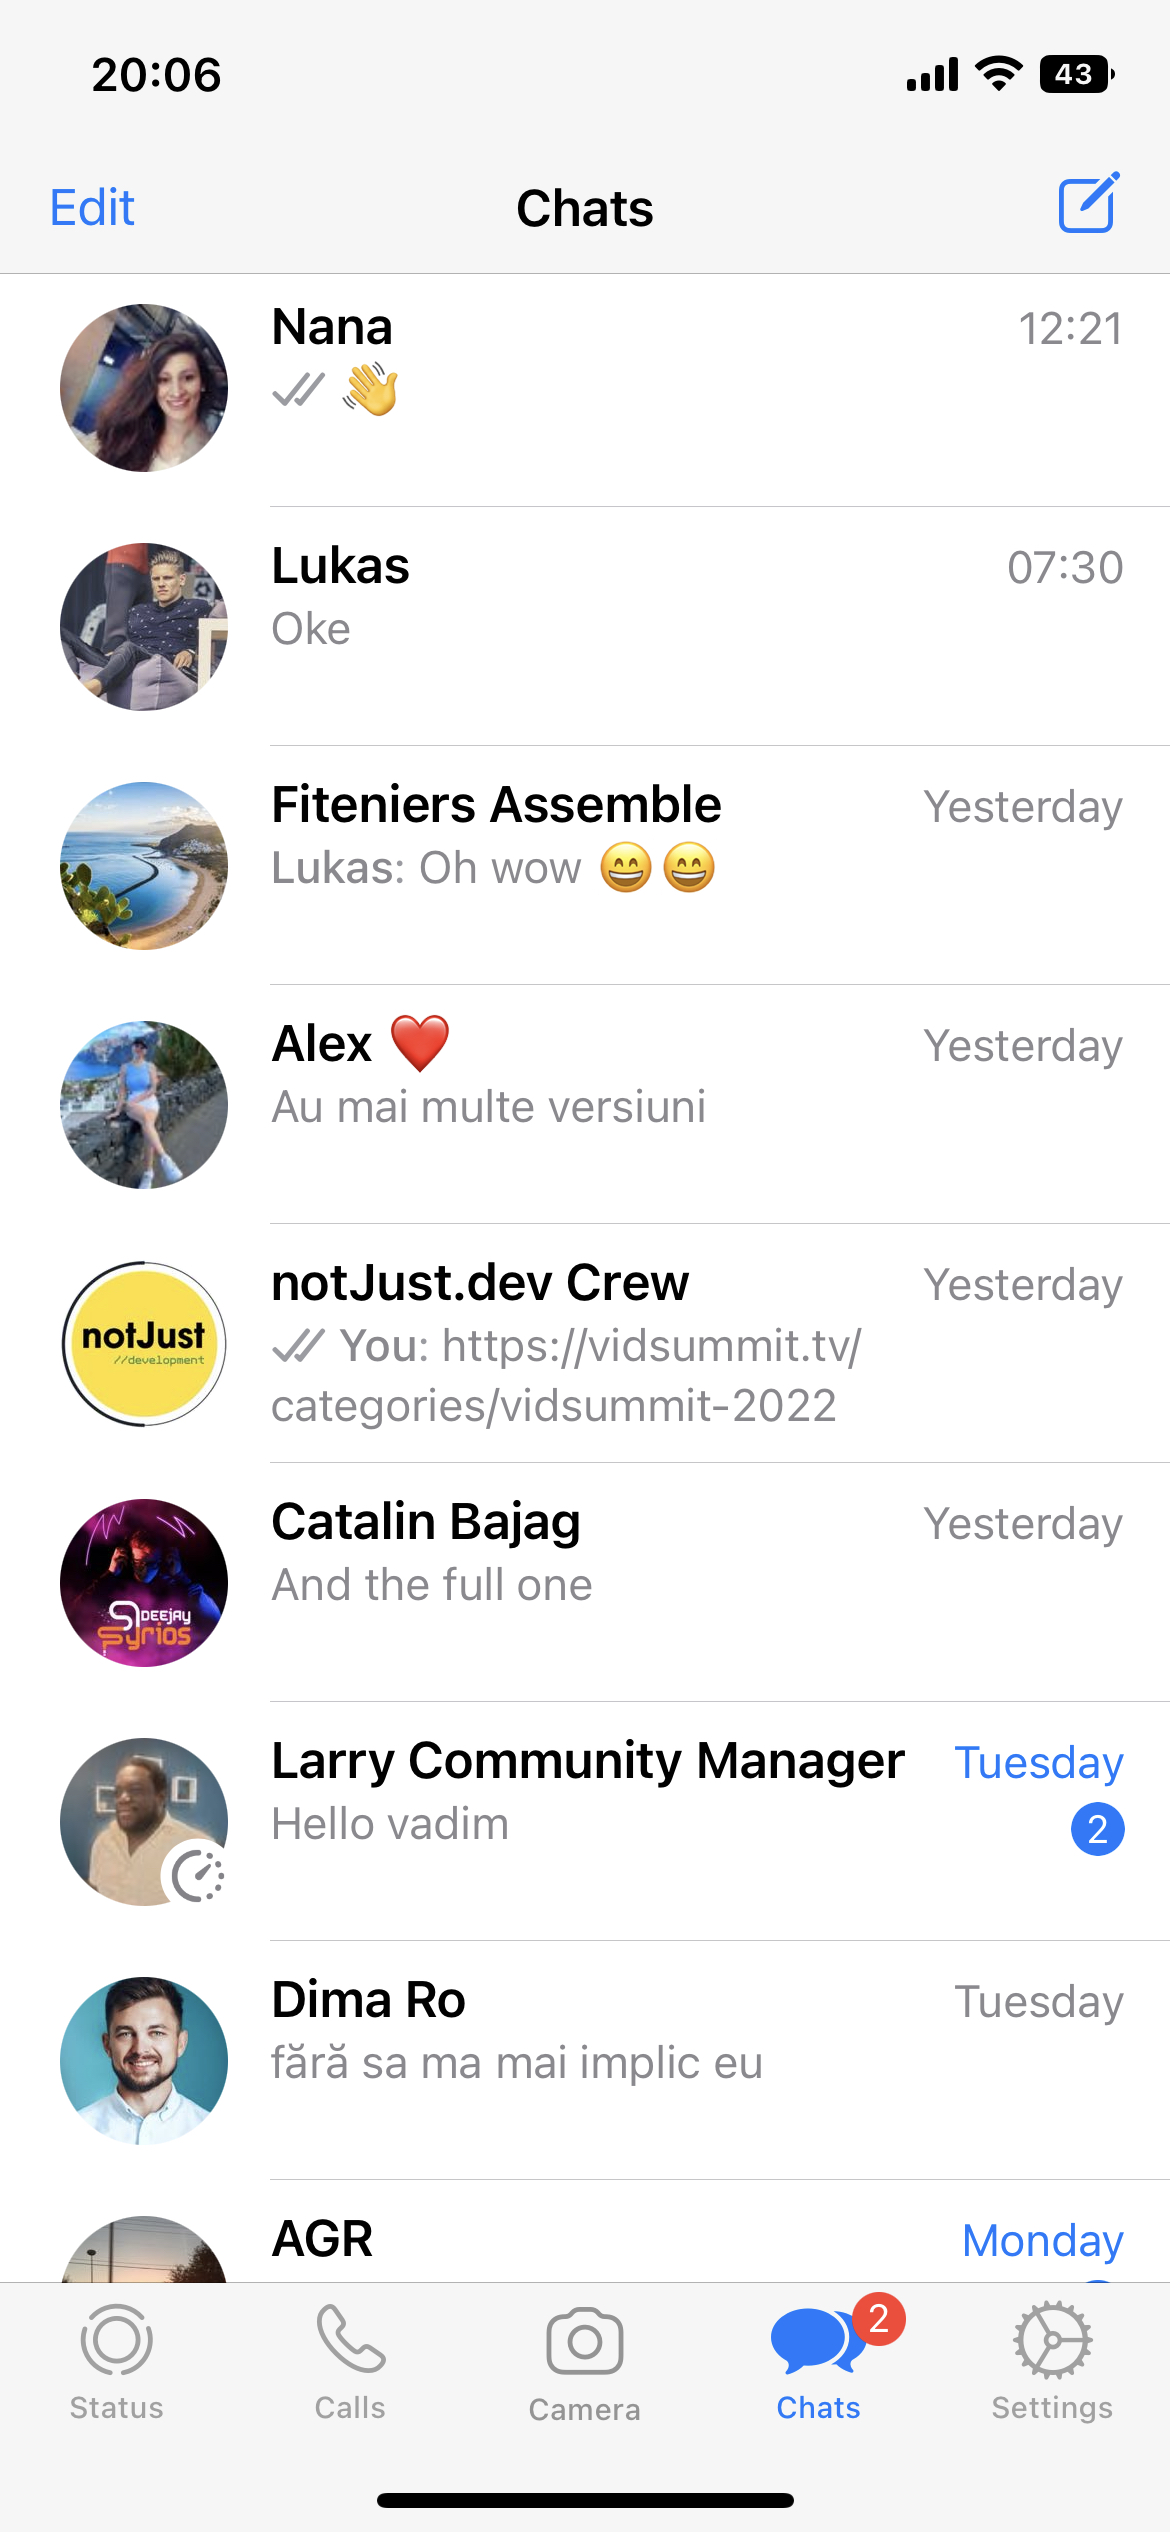 20:06
43
Edit
Chats
Nana
12:21
👋
Lukas
07:30
Oke
Fiteniers Assemble
Yesterday
Lukas: Oh wow 😄😄
Alex ❤️
Yesterday
Au mai multe versiuni
notJust
//development
notJust.dev Crew
Yesterday
You: https://vidsummit.tv/
categories/vidsummit-2022
DEEJAY
Syrios
Catalin Bajag
Yesterday
And the full one
Larry Community Manager
Tuesday
Hello vadim
2
Dima Ro
Tuesday
fără sa ma mai implic eu
AGR
Monday
2
Status
Calls
Camera
Chats
Settings